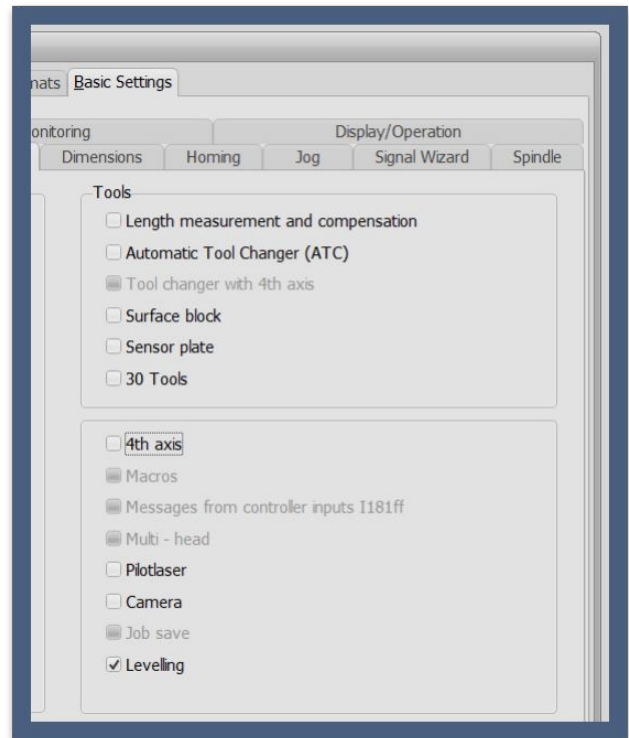 Basic Settings
Display/Operation
Dimensions Homing Jog Signal Wizard Spindle
Tools
Length measurement and compensation
Automatic Tool Changer (ATC)
Tool changer with 4th axis
Surface block
Sensor plate
30 Tools
4th axis
Macros
Messages from controller inputs I181ff
Multi - head
Pilotlaser
Camera
Job save
Levelling